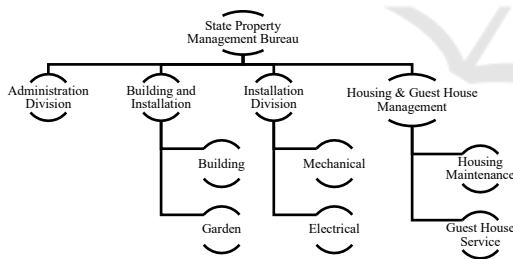 State Property
Management Bureau
Administration
Division
Building and
Installation
Installation
Division
Housing & Guest House
Management
Building
Mechanical
Housing
Maintenance
Garden
Electrical
Guest House
Service